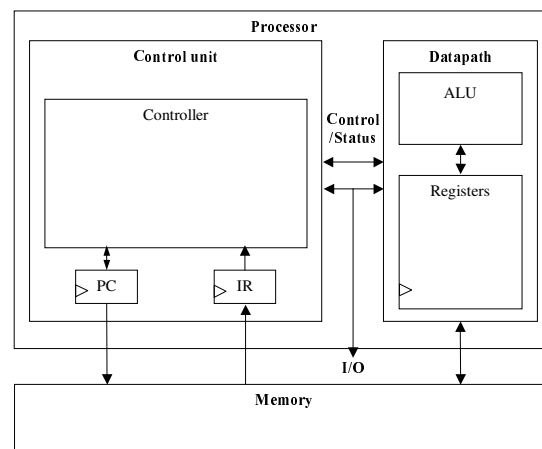 Processor
Control unit
Datapath
Controller
ALU
Control
/Status
Registers
PC
IR
I/O
Memory